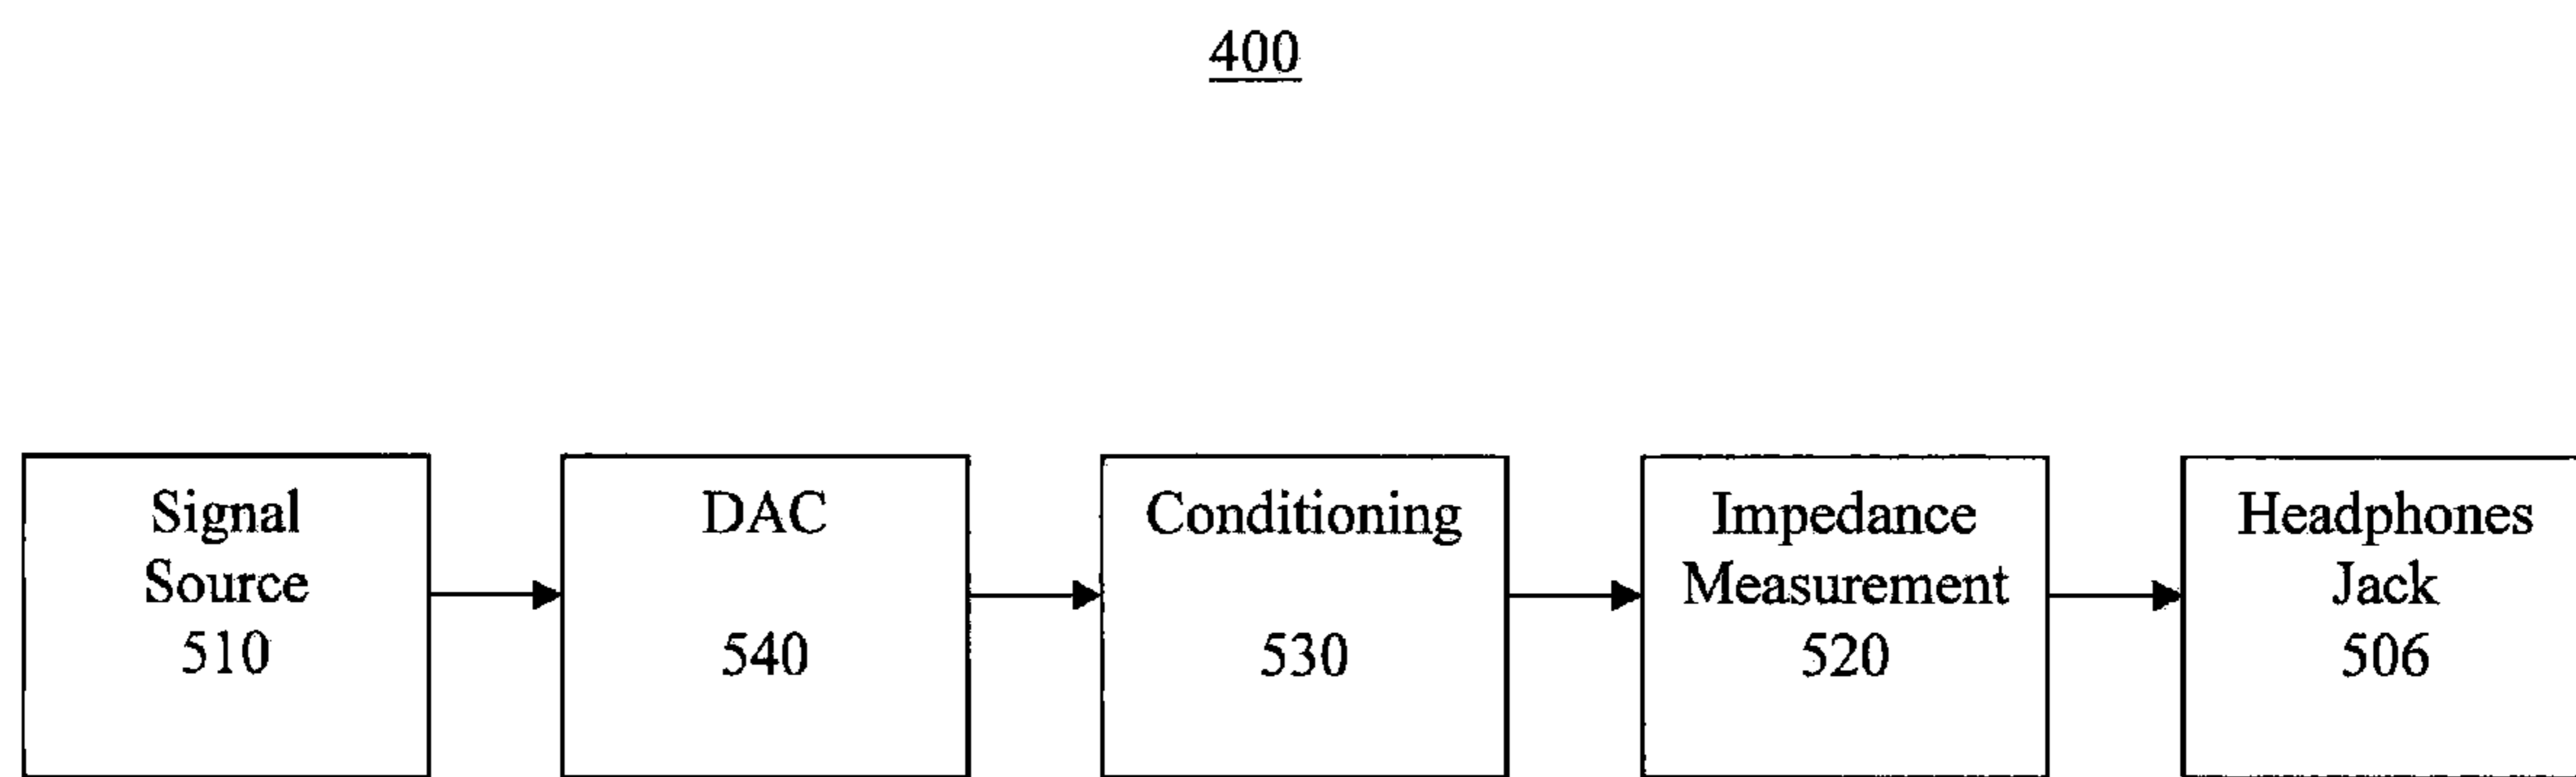 400
Signal
Source
510
DAC
540
Conditioning
530
Impedance
Measurement
520
Headphones
Jack
506